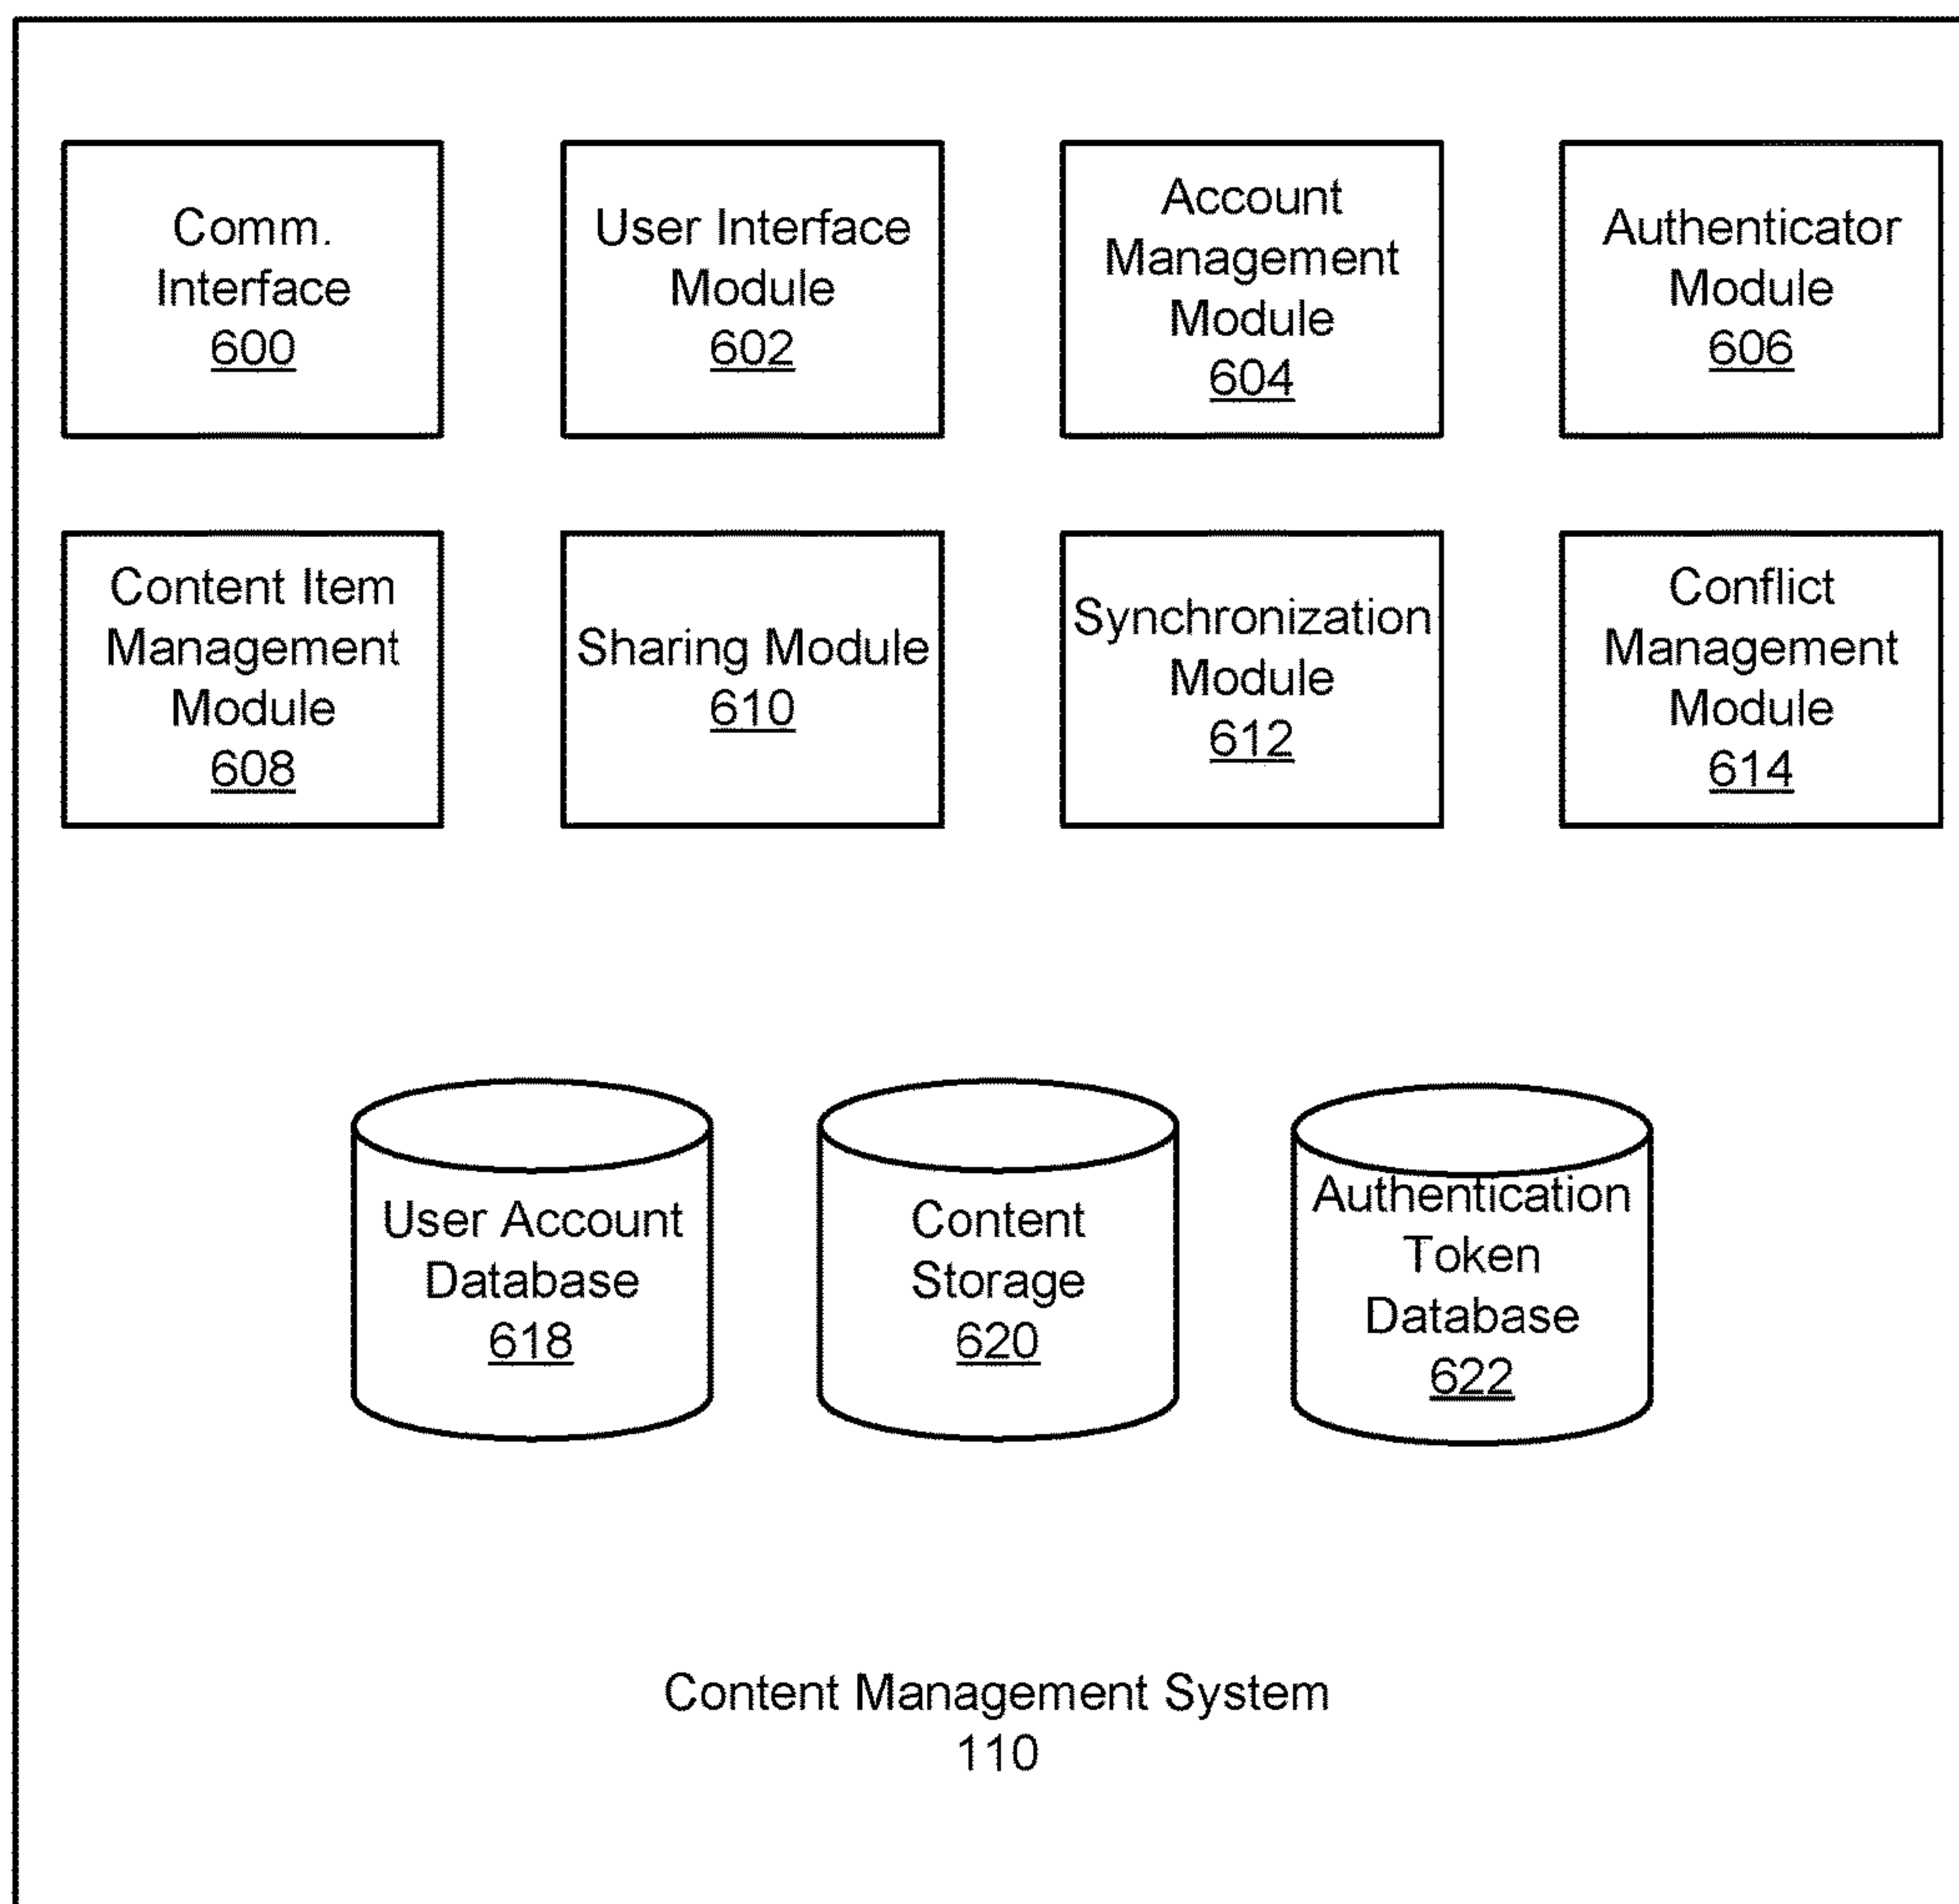 Comm.
Interface
600
User Interface
Module
602
Account
Management
Module
604
Authenticator
Module
606
Content Item
Management
Module
608
Sharing Module
610
Synchronization
Module
612
Conflict
Management
Module
614
User Account
Database
618
Content
Storage
620
Authentication
Token
Database
622
Content Management System
110